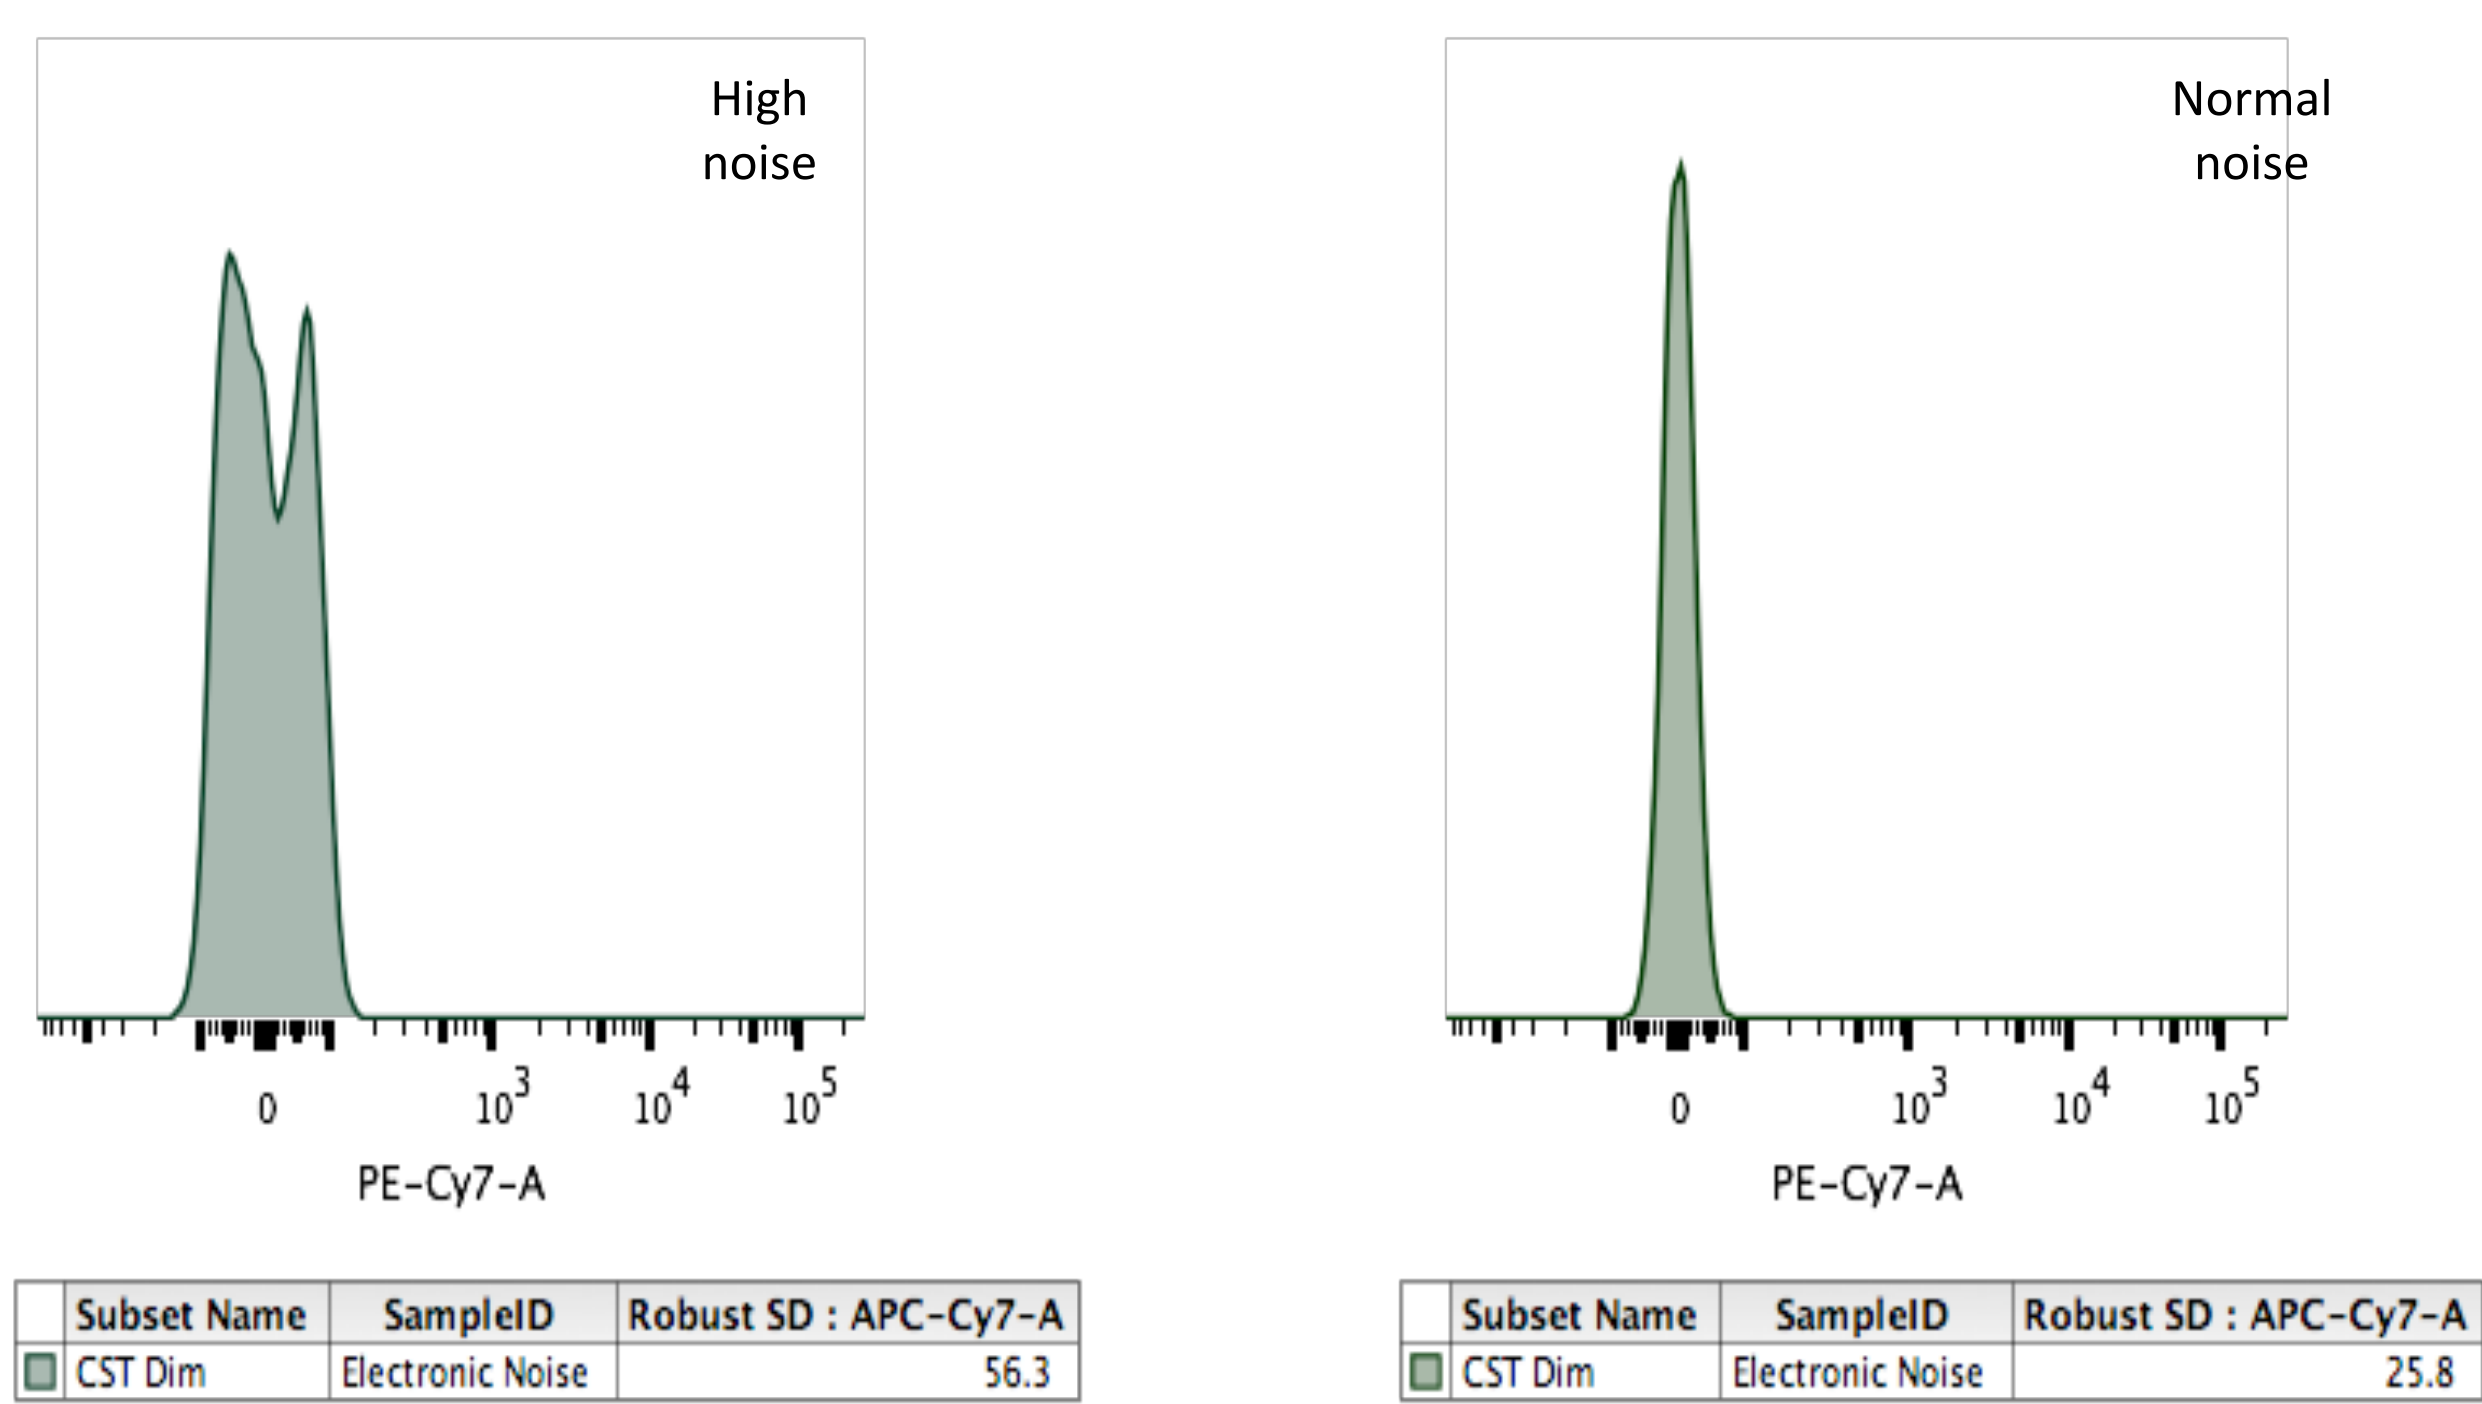 High
noise
0 10^3 10^4 10^5
PE-Cy7-A
Subset Name SampleID Robust SD : APC-Cy7-A
CST Dim Electronic Noise 56.3
Normal
noise
0 10^3 10^4 10^5
PE-Cy7-A
Subset Name SampleID Robust SD : APC-Cy7-A
CST Dim Electronic Noise 25.8